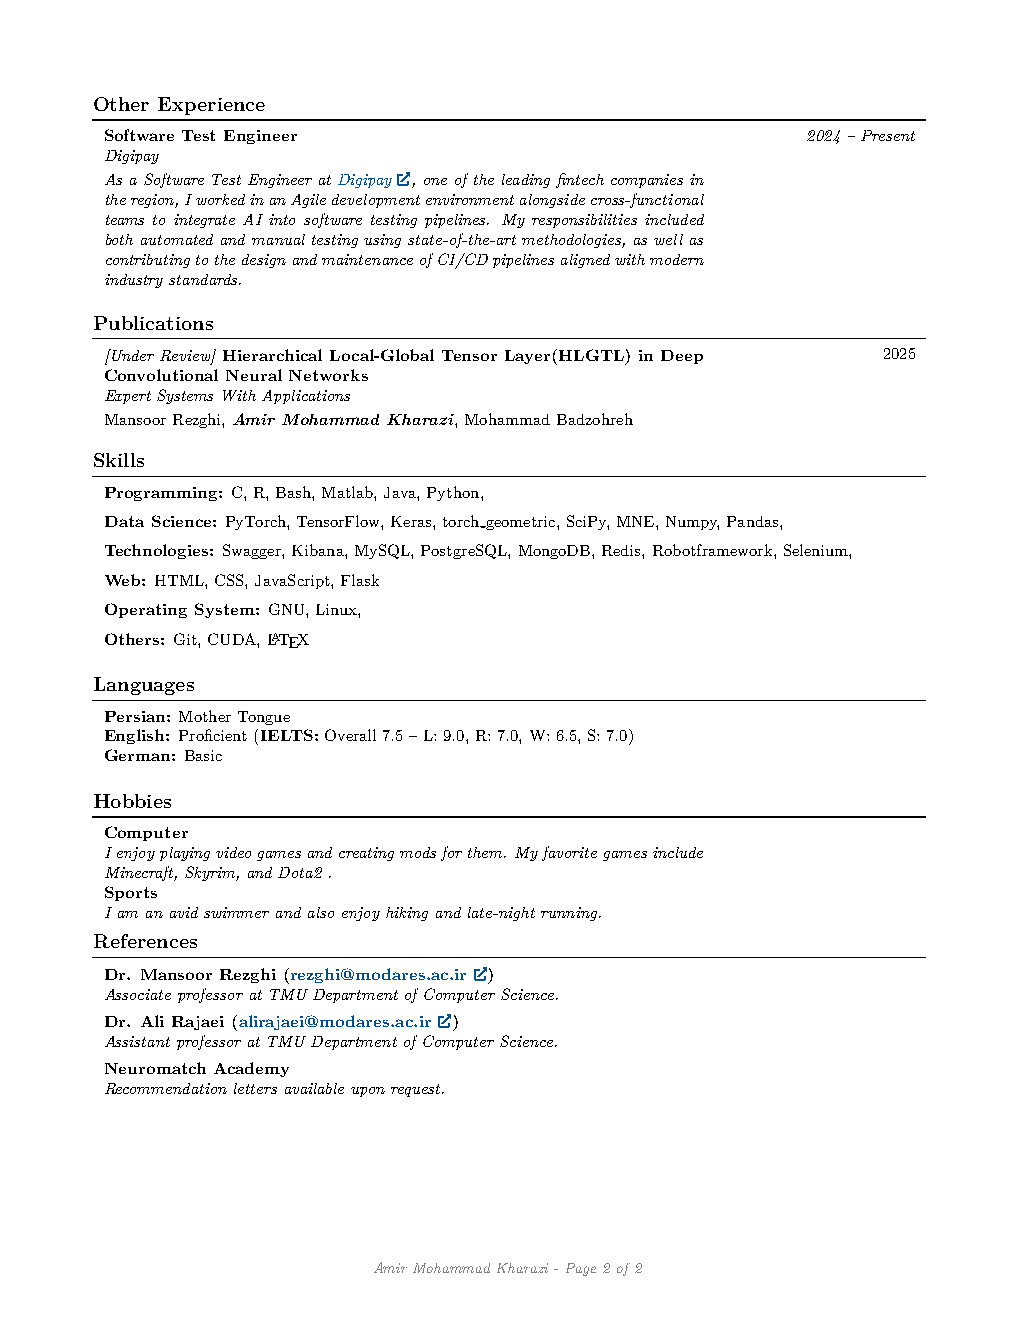 Other Experience
Software Test Engineer 2024 – Present
Digipay
As a Software Test Engineer at Digipay, one of the leading fintech companies in
the region, I worked in an Agile development environment alongside cross-functional
teams to integrate AI into software testing pipelines. My responsibilities included
both automated and manual testing using state-of-the-art methodologies, as well as
contributing to the design and maintenance of CI/CD pipelines aligned with modern
industry standards.
Publications
[Under Review] Hierarchical Local-Global Tensor Layer(HLGTL) in Deep 2025
Convolutional Neural Networks
Expert Systems With Applications
Mansoor Rezghi, Amir Mohammad Kharazi, Mohammad Badzohreh
Skills
Programming: C, R, Bash, Matlab, Java, Python,
Data Science: PyTorch, TensorFlow, Keras, torch_geometric, SciPy, MNE, Numpy, Pandas,
Technologies: Swagger, Kibana, MySQL, PostgreSQL, MongoDB, Redis, Robotframework, Selenium,
Web: HTML, CSS, JavaScript, Flask
Operating System: GNU, Linux,
Others: Git, CUDA, LATEX
Languages
Persian: Mother Tongue
English: Proficient (IELTS: Overall 7.5 – L: 9.0, R: 7.0, W: 6.5, S: 7.0)
German: Basic
Hobbies
Computer
I enjoy playing video games and creating mods for them. My favorite games include
Minecraft, Skyrim, and Dota2 .
Sports
I am an avid swimmer and also enjoy hiking and late-night running.
References
Dr. Mansoor Rezghi (rezghi@modares.ac.ir)
Associate professor at TMU Department of Computer Science.
Dr. Ali Rajaei (alirajaei@modares.ac.ir)
Assistant professor at TMU Department of Computer Science.
Neuromatch Academy
Recommendation letters available upon request.
Amir Mohammad Kharazi - Page 2 of 2